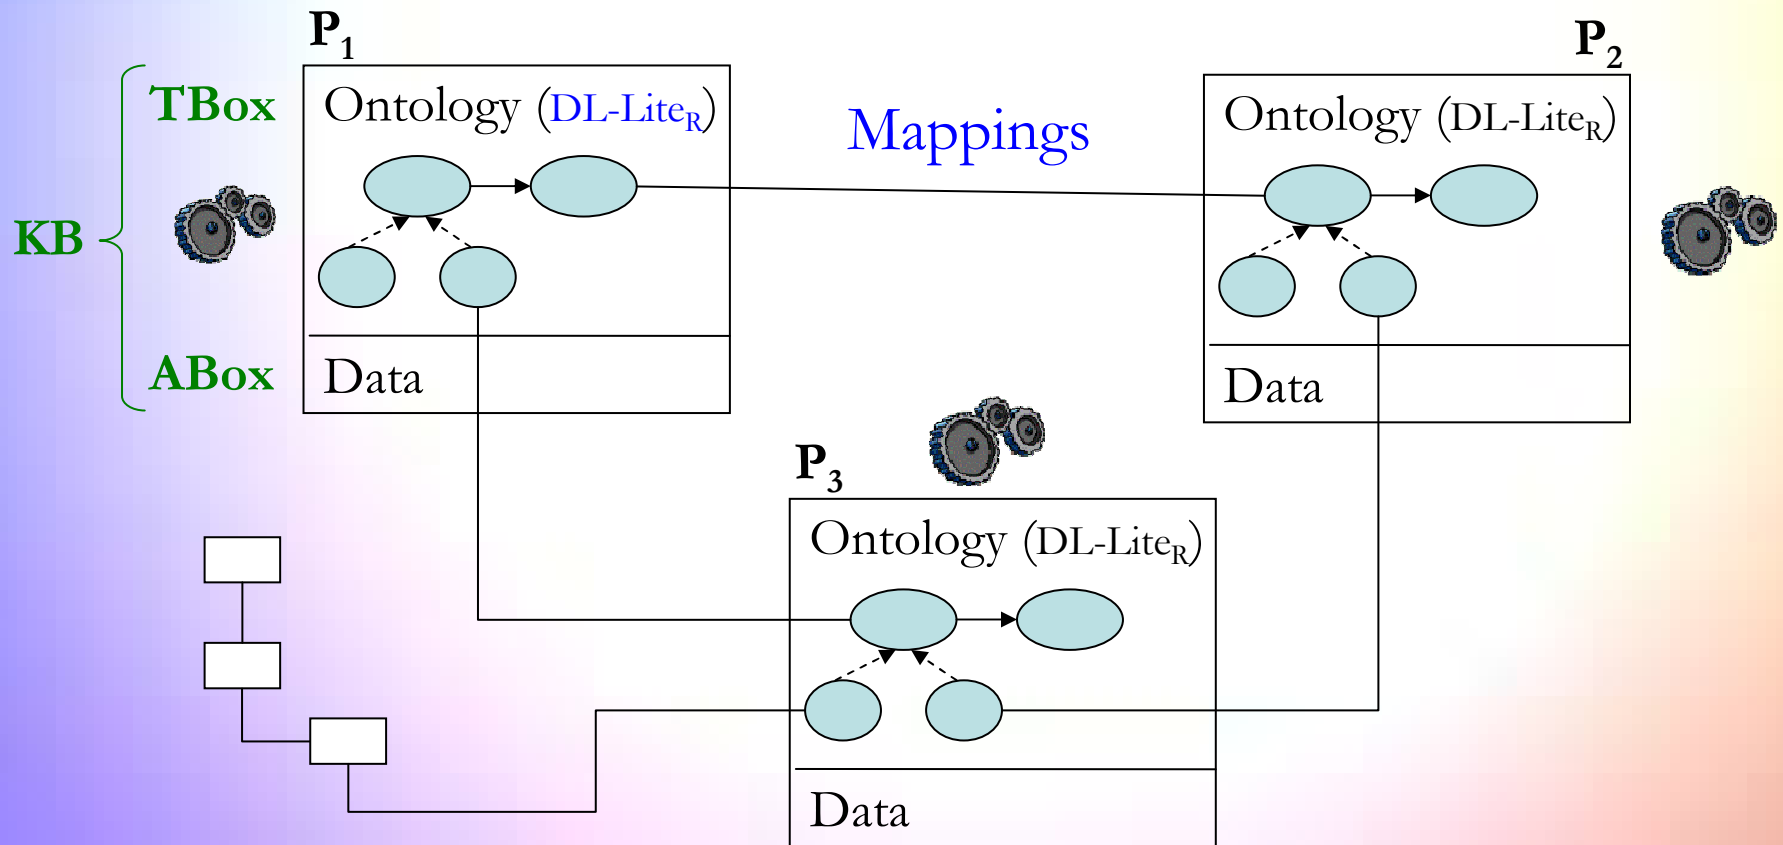 P1
P2
TBox
Ontology (DL-LiteR)
Mappings
Ontology (DL-LiteR)
KB
ABox
Data
Data
P3
Ontology (DL-LiteR)
Data